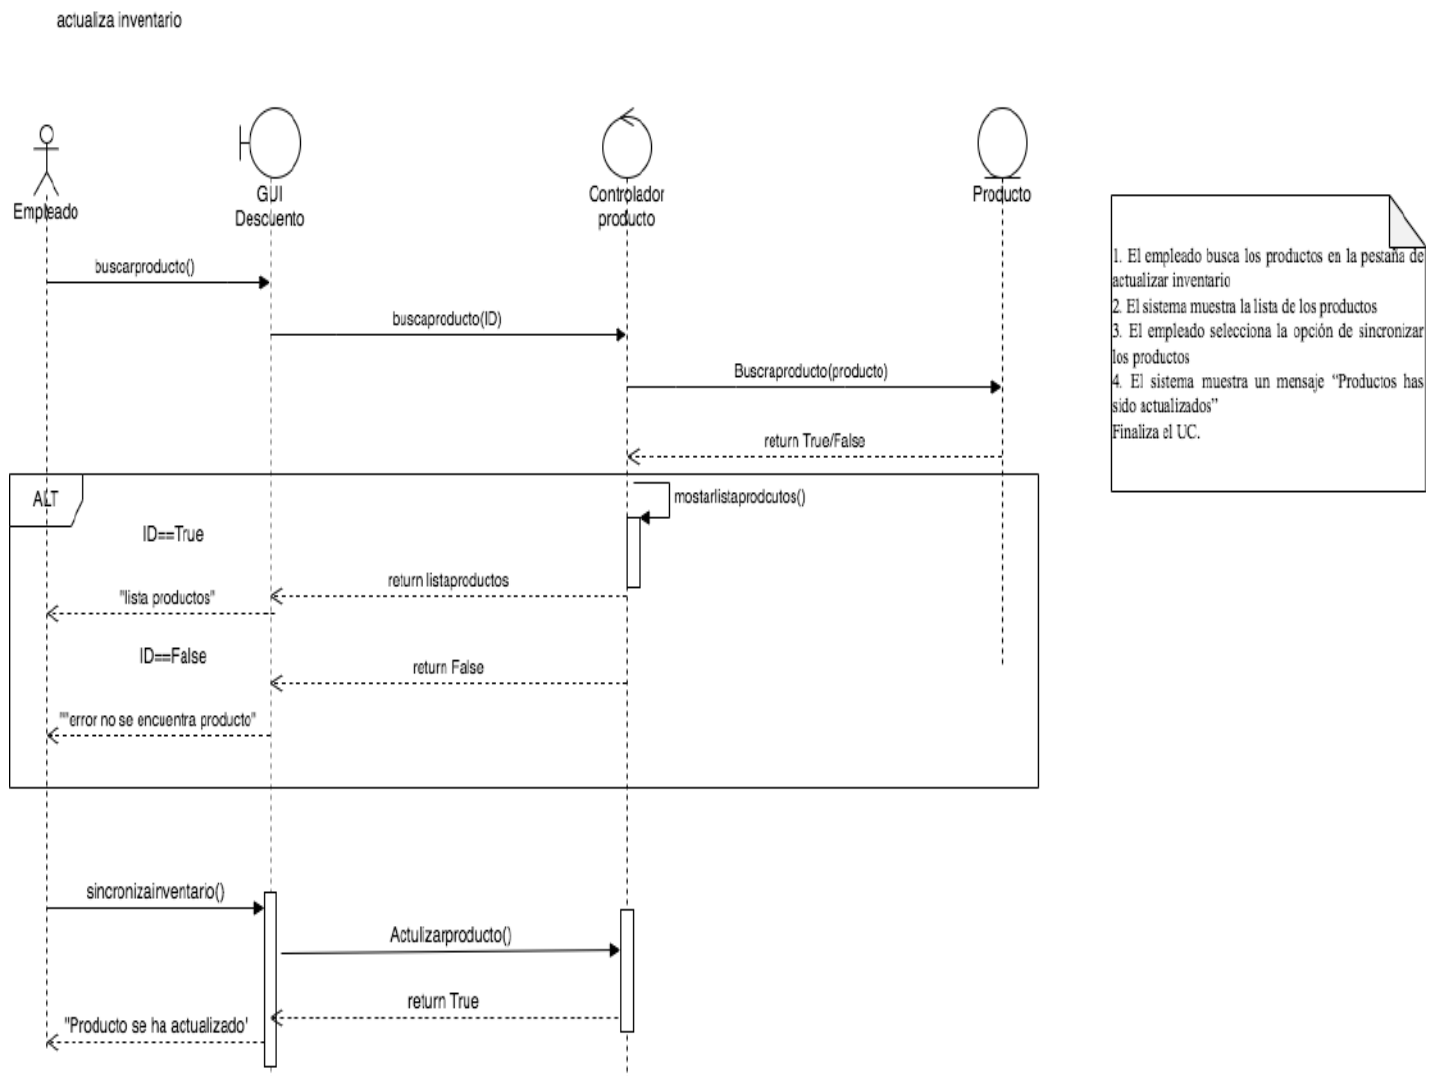 actualiza inventario
Empleado
GUI
Descuento
Controlador
producto
Producto
buscarproducto()
buscaproducto(ID)
Buscraproducto(producto)
return True/False
ALT
mostarlistaprodcutos()
ID==True
return listaproductos
"lista productos"
ID==False
return False
""error no se encuentra producto"
sincronizainventario()
Actulizarproducto()
return True
"Producto se ha actualizado'
1. El empleado busca los productos en la pestaña de
actualizar inventario
2. El sistema muestra la lista de los productos
3. El empleado selecciona la opción de sincronizar
los productos
4. El sistema muestra un mensaje “Productos has
sido actualizados”
Finaliza el UC.